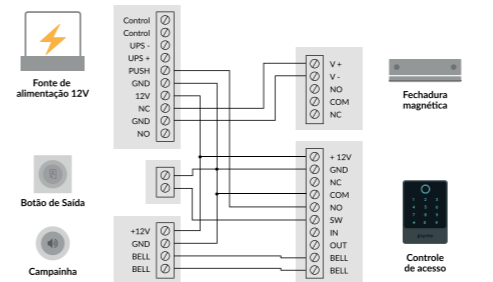 Fonte de
alimentação 12V
Control
Control
UPS -
UPS +
PUSH
GND
12V
NC
GND
NO
V +
V -
NO
COM
NC
Fechadura
magnética
Botão de Saída
+ 12V
GND
NC
COM
NO
SW
IN
OUT
BELL
BELL
Campainha
+12V
GND
BELL
BELL
Controle
de acesso